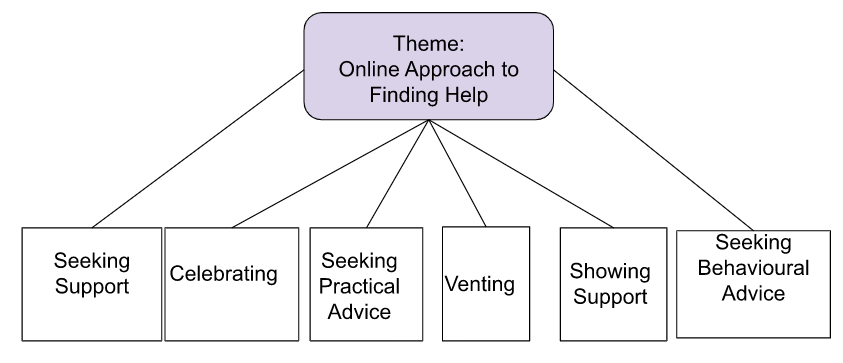 Theme:
Online Approach to
Finding Help
Seeking
Support
Celebrating
Seeking
Practical
Advice
Venting
Showing
Support
Seeking
Behavioural
Advice